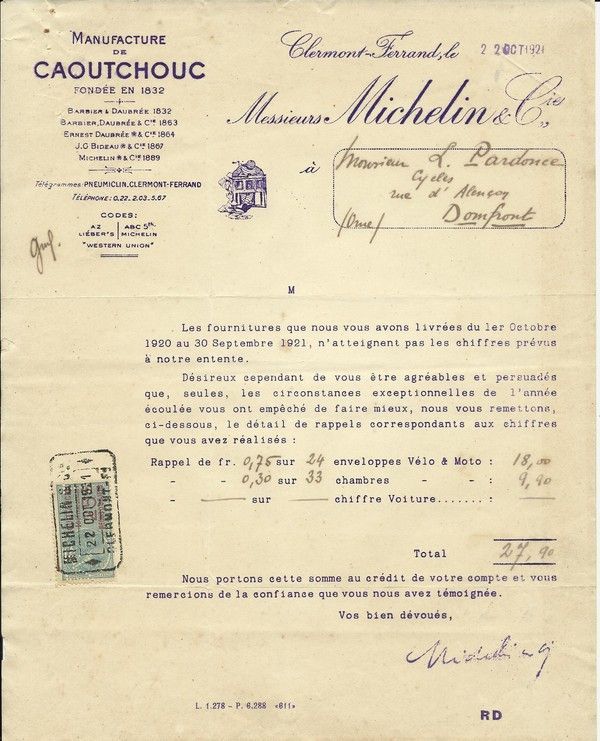 MANUFACTURE
DE
CAOUTCHOUC
FONDÉE EN 1832
BARBIER & DAUBRÉE 1832
BARBIER, DAUBRÉE & Cie 1863
ERNEST DAUBRÉE & Cie 1864
J.G. BIDEAU & Cie 1867
MICHELIN & Cie 1889
Télégrammes: PNEUMICLIN. CLERMONT-FERRAND
TÉLÉPHONE: 0.22_2.03_5.67
CODES:
AZ ABC 5th
LIÉBER'S MICHELIN
"WESTERN UNION"
Clermont-Ferrand, le 22 OCT 1921
Messieurs Michelin & Cie
à Monsieur L. Pardonce
Cycles
rue d'Alençon
(Orne) Domfront
M
Les fournitures que nous vous avons livrées du 1er Octobre
1920 au 30 Septembre 1921, n'atteignent pas les chiffres prévus
à notre entente.
Désireux cependant de vous être agréables et persuadés
que, seules, les circonstances exceptionnelles de l'année
écoulée vous ont empêché de faire mieux, nous vous remettons,
ci-dessous, le détail de rappels correspondants aux chiffres
que vous avez réalisés :
Rappel de fr. 0,75 sur 24 enveloppes Vélo & Moto : 18,00
- - 0,30 sur 33 chambres - - : 9,90
- — sur — chiffre Voiture.......: —
Total 27,90
Nous portons cette somme au crédit de votre compte et vous
remercions de la confiance que vous nous avez témoignée.
Vos bien dévoués,
MICHELIN & Cie
22 OCT 1921
CLERMONT-Fd
L. 1.278 - P. 6.288 «611»
RD